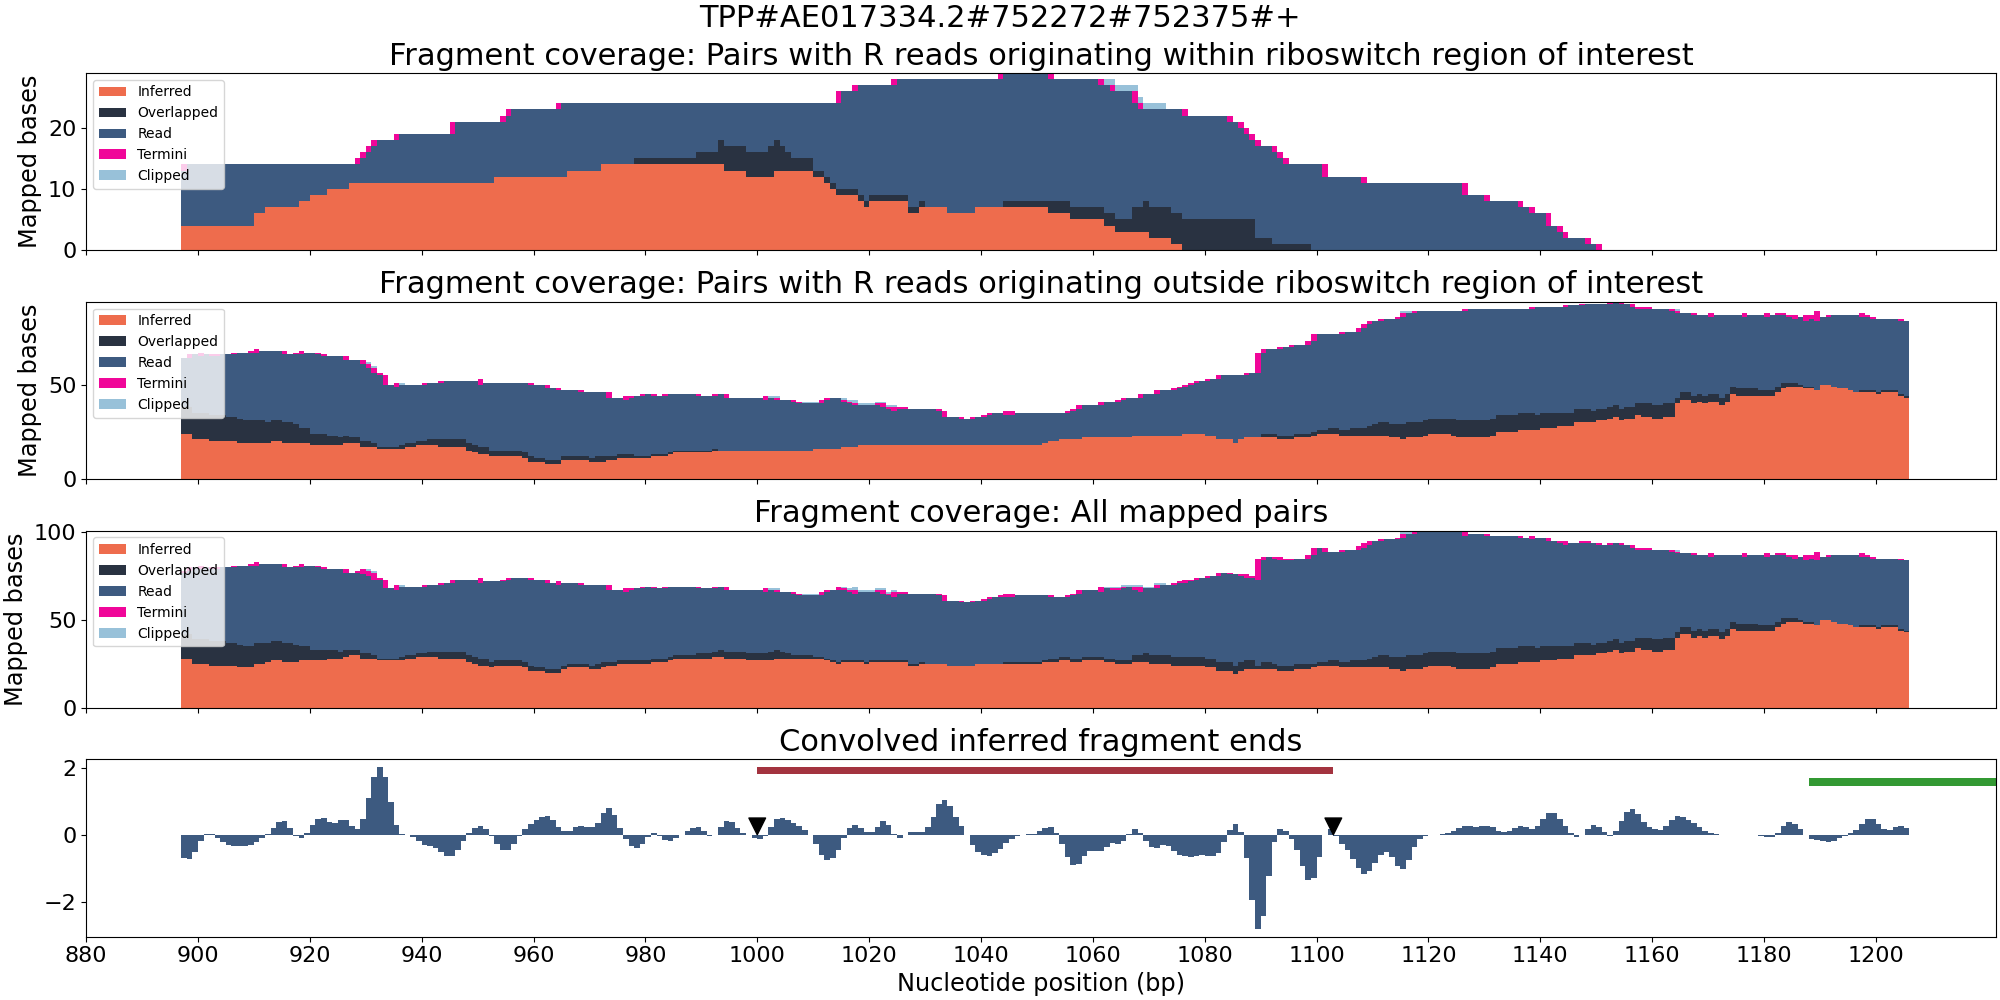 TPP#AE017334.2#752272#752375#+
Fragment coverage: Pairs with R reads originating within riboswitch region of interest
Mapped bases
20
10
0
Inferred
Overlapped
Read
Termini
Clipped
Fragment coverage: Pairs with R reads originating outside riboswitch region of interest
Mapped bases
50
0
Inferred
Overlapped
Read
Termini
Clipped
Fragment coverage: All mapped pairs
Mapped bases
100
50
0
Inferred
Overlapped
Read
Termini
Clipped
Convolved inferred fragment ends
2
0
−2
880 900 920 940 960 980 1000 1020 1040 1060 1080 1100 1120 1140 1160 1180 1200
Nucleotide position (bp)